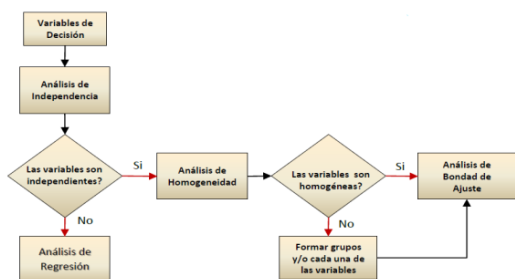 Variables de
Decisión
Análisis de
Independencia
Las variables son
independientes?
Si
No
Análisis de
Regresión
Análisis de
Homogeneidad
Las variables son
homogéneas?
Si
No
Formar grupos
y/o cada una de
las variables
Análisis de
Bondad de
Ajuste